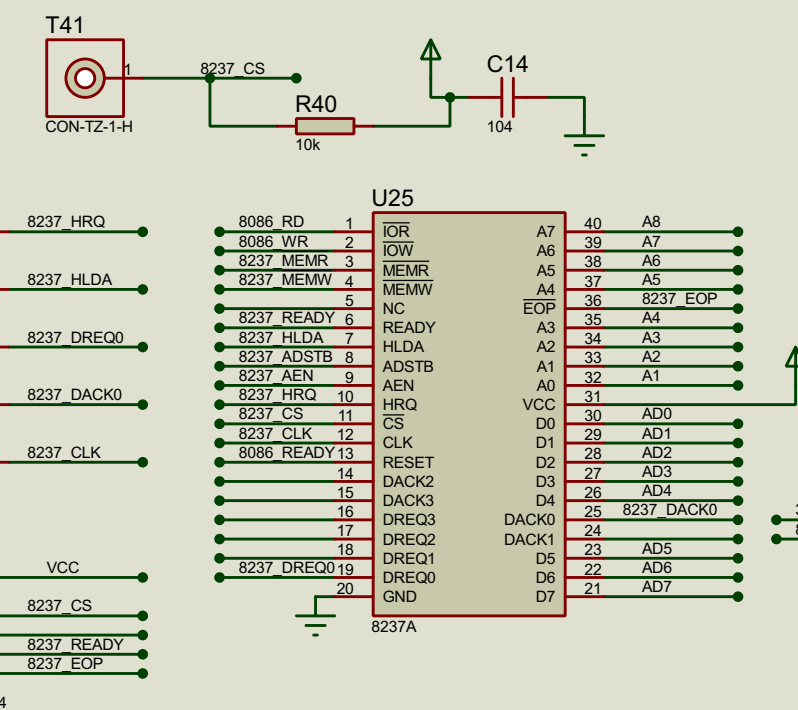 T41
1
8237_CS
CON-TZ-1-H
R40
10k
C14
104
8237_HRQ
8237_HLDA
8237_DREQ0
8237_DACK0
8237_CLK
VCC
8237_CS
8237_READY
8237_EOP
4
U25
8086_RD 1 IOR A7 40 A8
8086_WR 2 IOW A6 39 A7
8237_MEMR 3 MEMR A5 38 A6
8237_MEMW 4 MEMW A4 37 A5
5 NC EOP 36 8237_EOP
8237_READY 6 READY A3 35 A4
8237_HLDA 7 HLDA A2 34 A3
8237_ADSTB 8 ADSTB A1 33 A2
8237_AEN 9 AEN A0 32 A1
8237_HRQ 10 HRQ VCC 31
8237_CS 11 CS D0 30 AD0
8237_CLK 12 CLK D1 29 AD1
8086_READY 13 RESET D2 28 AD2
14 DACK2 D3 27 AD3
15 DACK3 D4 26 AD4
16 DREQ3 DACK0 25 8237_DACK0
17 DREQ2 DACK1 24
18 DREQ1 D5 23 AD5
8237_DREQ0 19 DREQ0 D6 22 AD6
20 GND D7 21 AD7
8237A